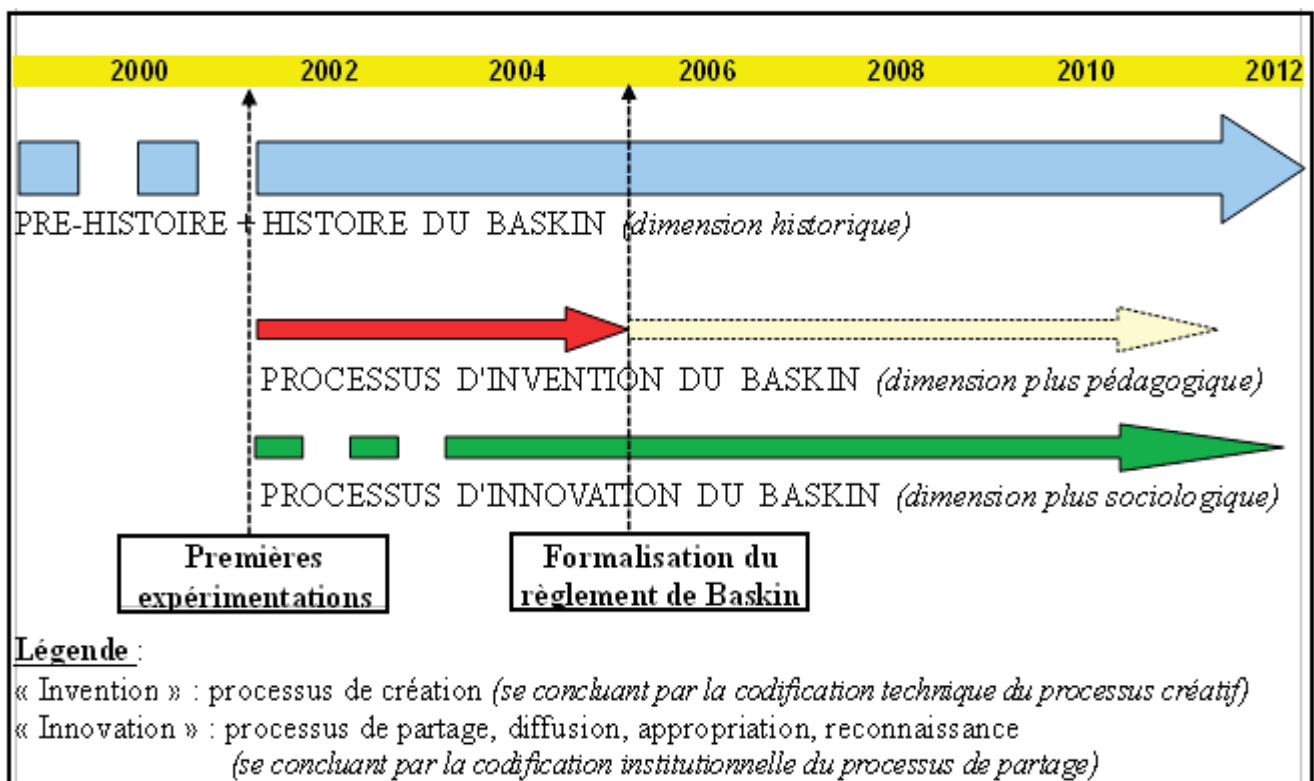 2000 2002 2004 2006 2008 2010 2012
PRE-HISTOIRE + HISTOIRE DU BASKIN (dimension historique)
PROCESSUS D'INVENTION DU BASKIN (dimension plus pédagogique)
PROCESSUS D'INNOVATION DU BASKIN (dimension plus sociologique)
Premières
expérimentations
Formalisation du
règlement de Baskin
Légende :
« Invention » : processus de création (se concluant par la codification technique du processus créatif)
« Innovation » : processus de partage, diffusion, appropriation, reconnaissance
(se concluant par la codification institutionnelle du processus de partage)